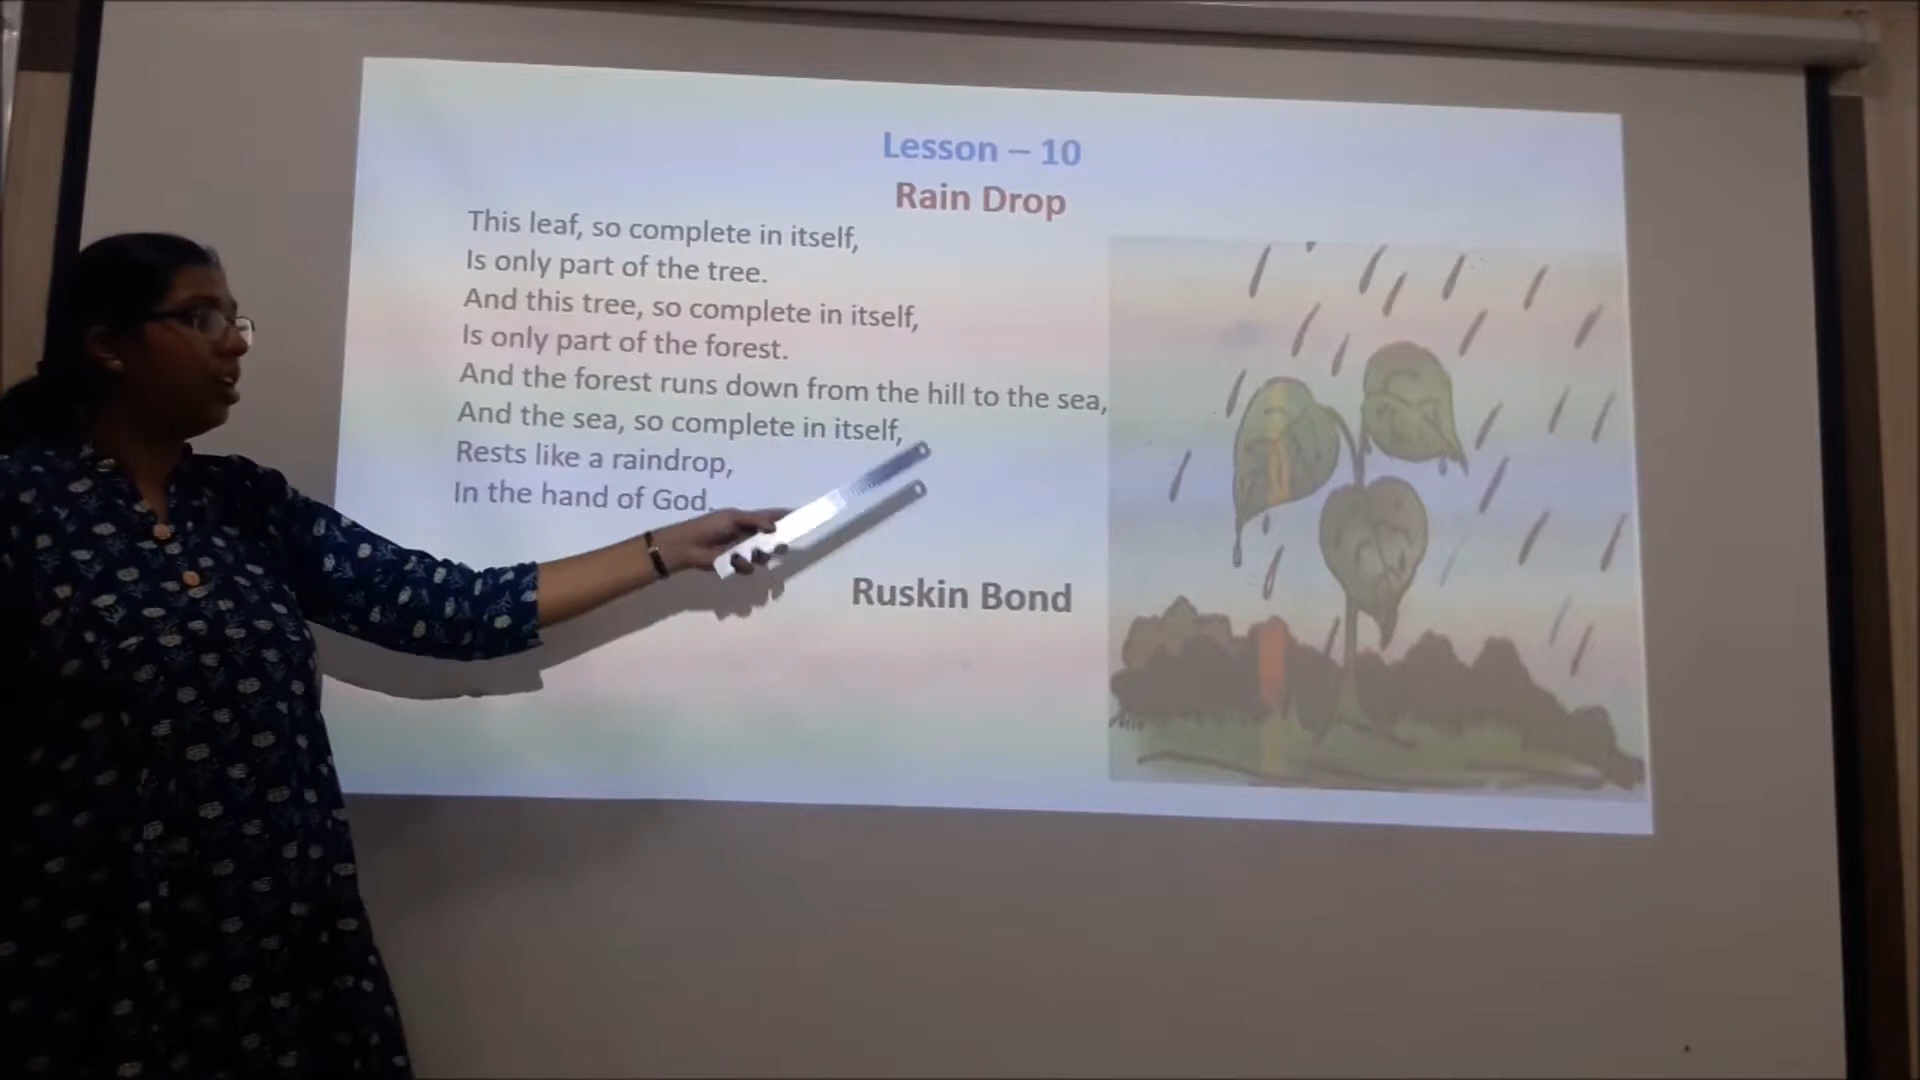 Lesson – 10
Rain Drop
This leaf, so complete in itself,
Is only part of the tree.
And this tree, so complete in itself,
Is only part of the forest.
And the forest runs down from the hill to the sea,
And the sea, so complete in itself,
Rests like a raindrop,
In the hand of God.
Ruskin Bond